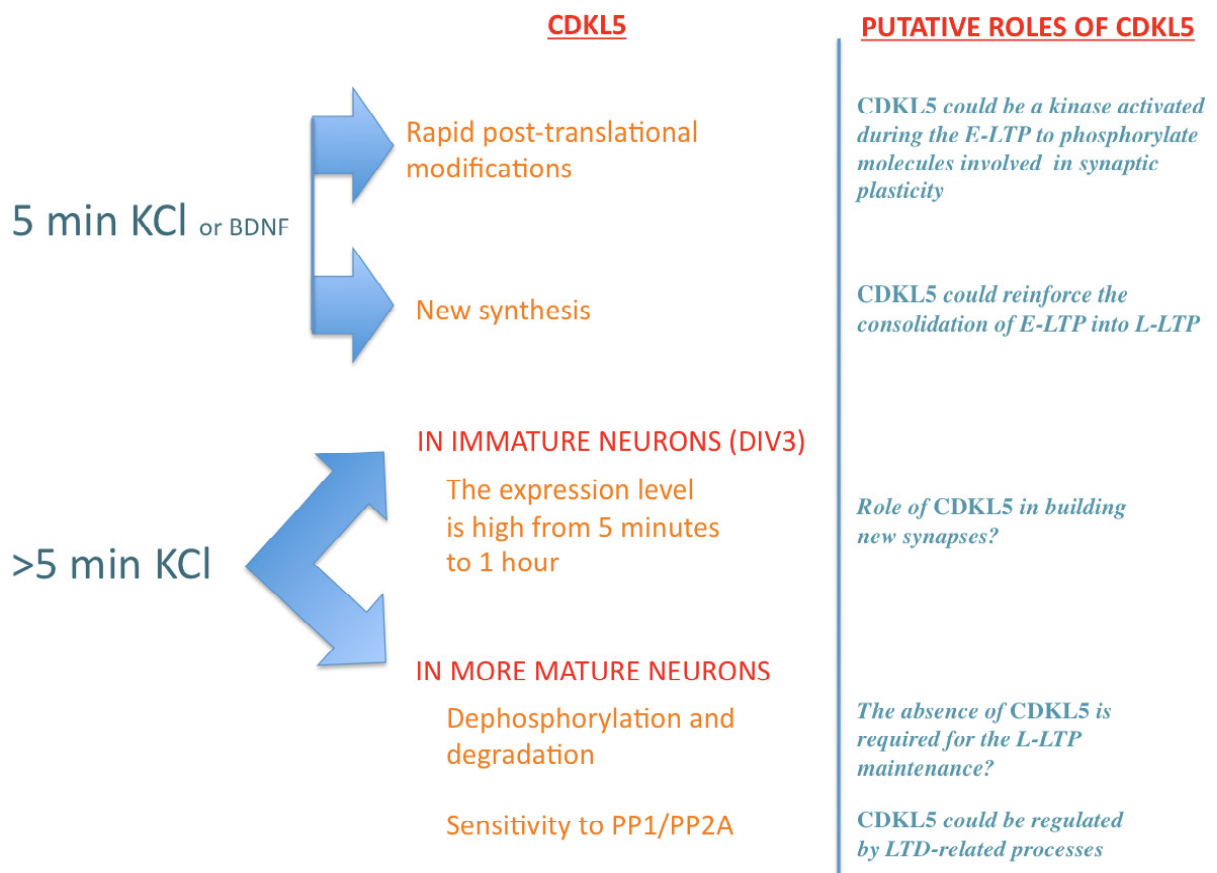 CDKL5
PUTATIVE ROLES OF CDKL5
5 min KCl or BDNF
Rapid post-translational
modifications
CDKL5 could be a kinase activated
during the E-LTP to phosphorylate
molecules involved in synaptic
plasticity
New synthesis
CDKL5 could reinforce the
consolidation of E-LTP into L-LTP
>5 min KCl
IN IMMATURE NEURONS (DIV3)
The expression level
is high from 5 minutes
to 1 hour
Role of CDKL5 in building
new synapses?
IN MORE MATURE NEURONS
Dephosphorylation and
degradation
The absence of CDKL5 is
required for the L-LTP
maintenance?
Sensitivity to PP1/PP2A
CDKL5 could be regulated
by LTD-related processes